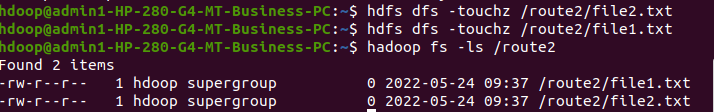 hdoop@admin1-HP-280-G4-MT-Business-PC:~$ hdfs dfs -touchz /route2/file2.txt
hdoop@admin1-HP-280-G4-MT-Business-PC:~$ hdfs dfs -touchz /route2/file1.txt
hdoop@admin1-HP-280-G4-MT-Business-PC:~$ hadoop fs -ls /route2
Found 2 items
-rw-r--r--   1 hdoop supergroup          0 2022-05-24 09:37 /route2/file1.txt
-rw-r--r--   1 hdoop supergroup          0 2022-05-24 09:37 /route2/file2.txt